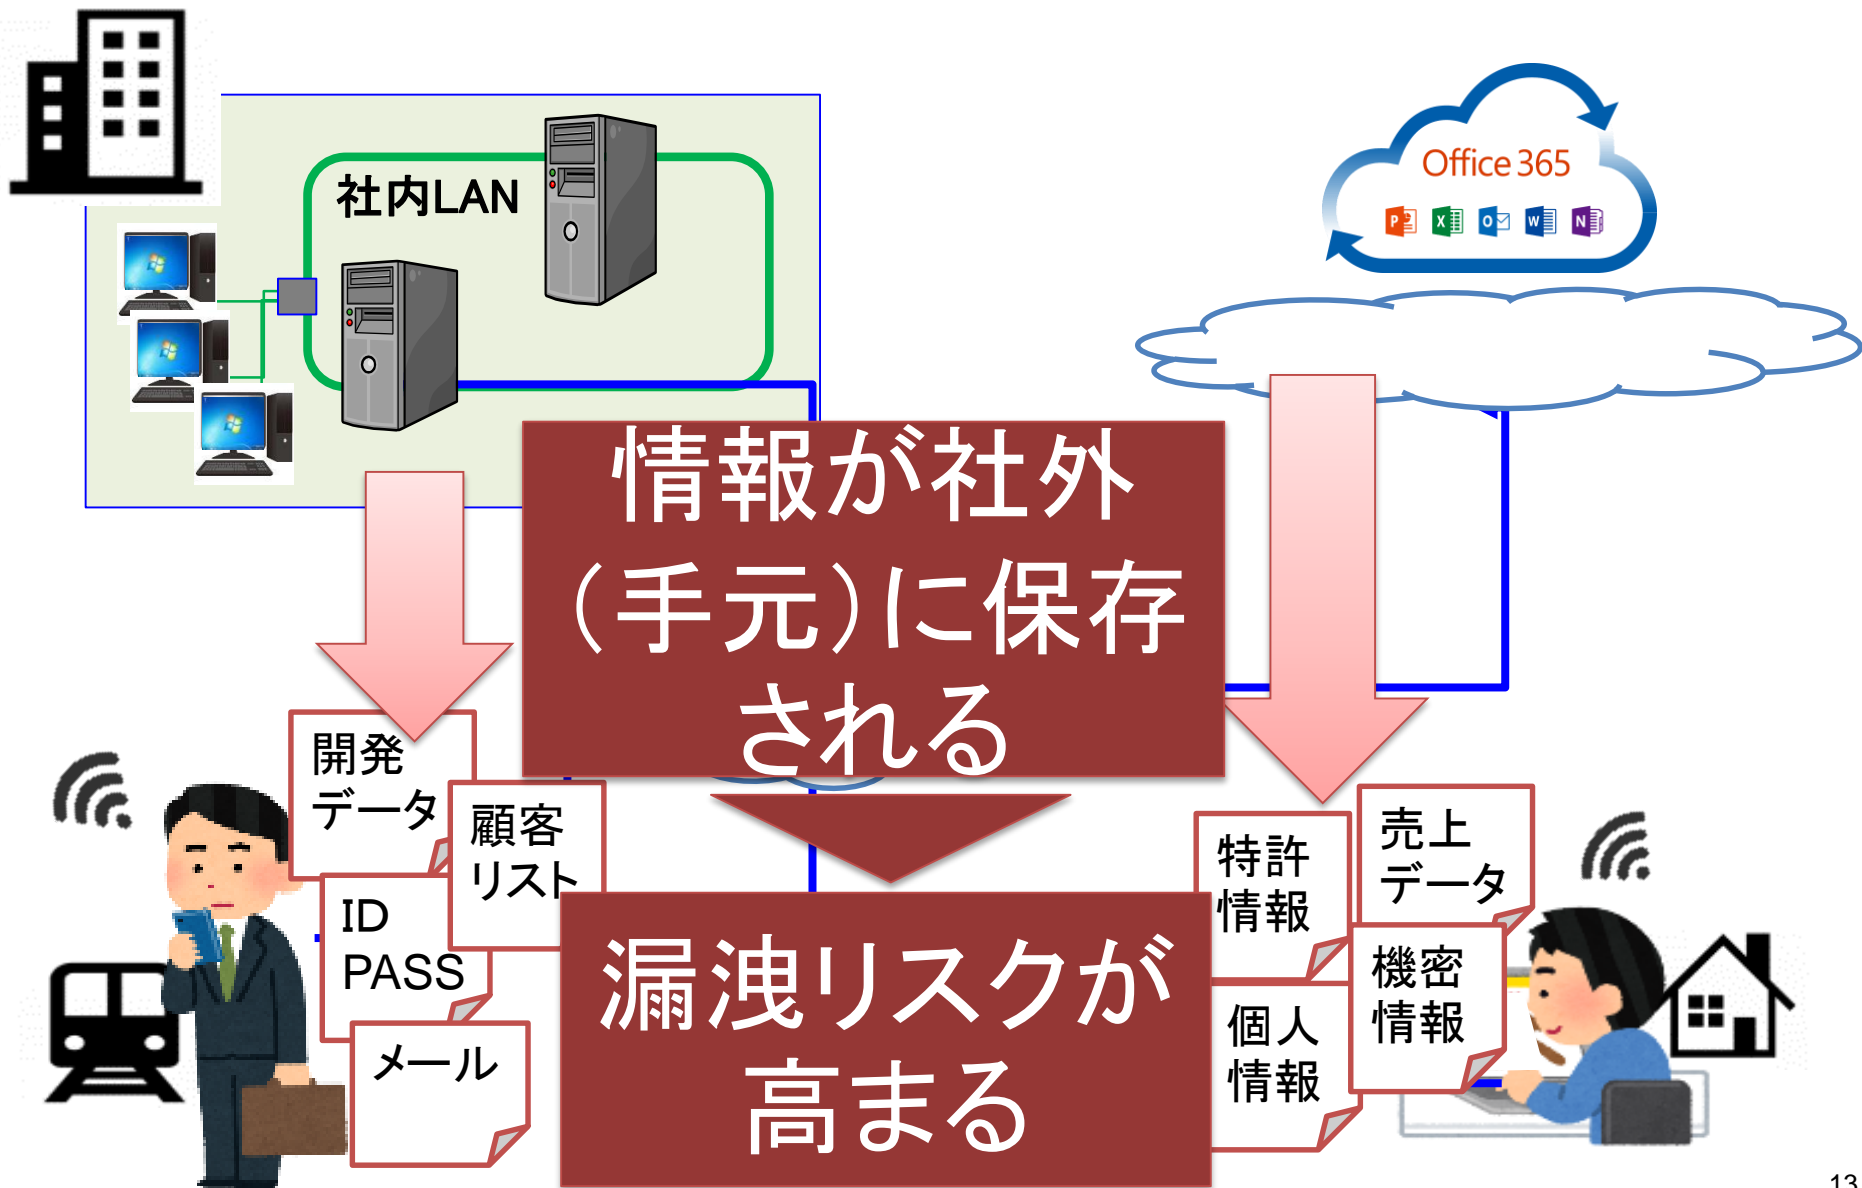 社内LAN
Office 365
P
X
O
W
N
情報が社外
（手元）に保存
される
開発
データ
顧客
リスト
ID
PASS
メール
特許
情報
売上
データ
機密
情報
個人
情報
漏洩リスクが
高まる
13